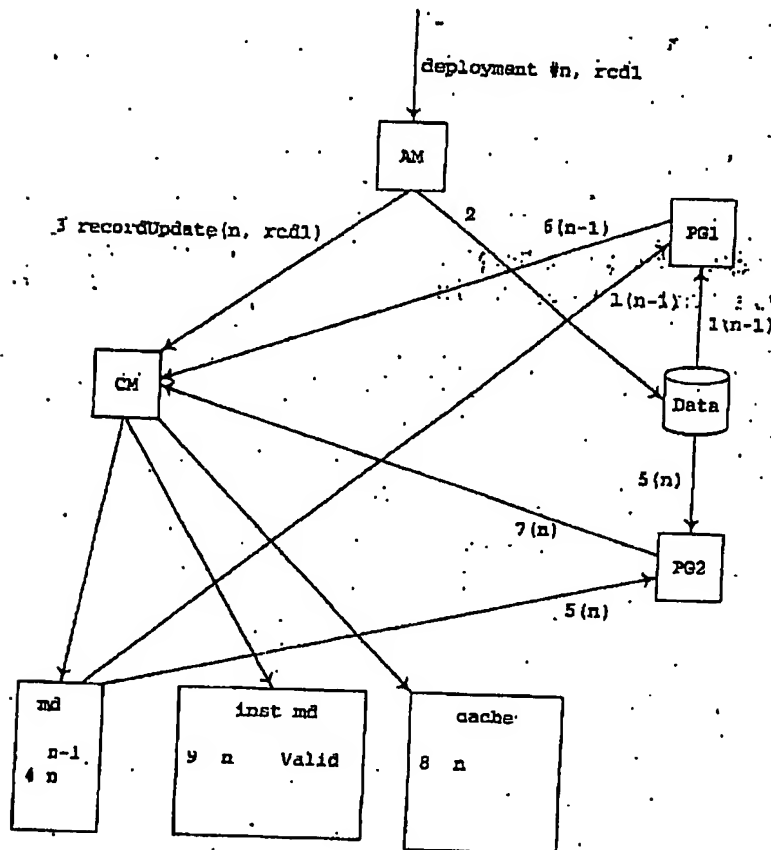 deployment #n, rcd1
AM
3 recordUpdate(n, rcd1)
2
6(n-1)
PG1
1(n-1)
1(n-1)
CM
Data
5(n)
7(n)
PG2
5(n)
md
n-1
4 n
inst md
9 n Valid
cache
8 n